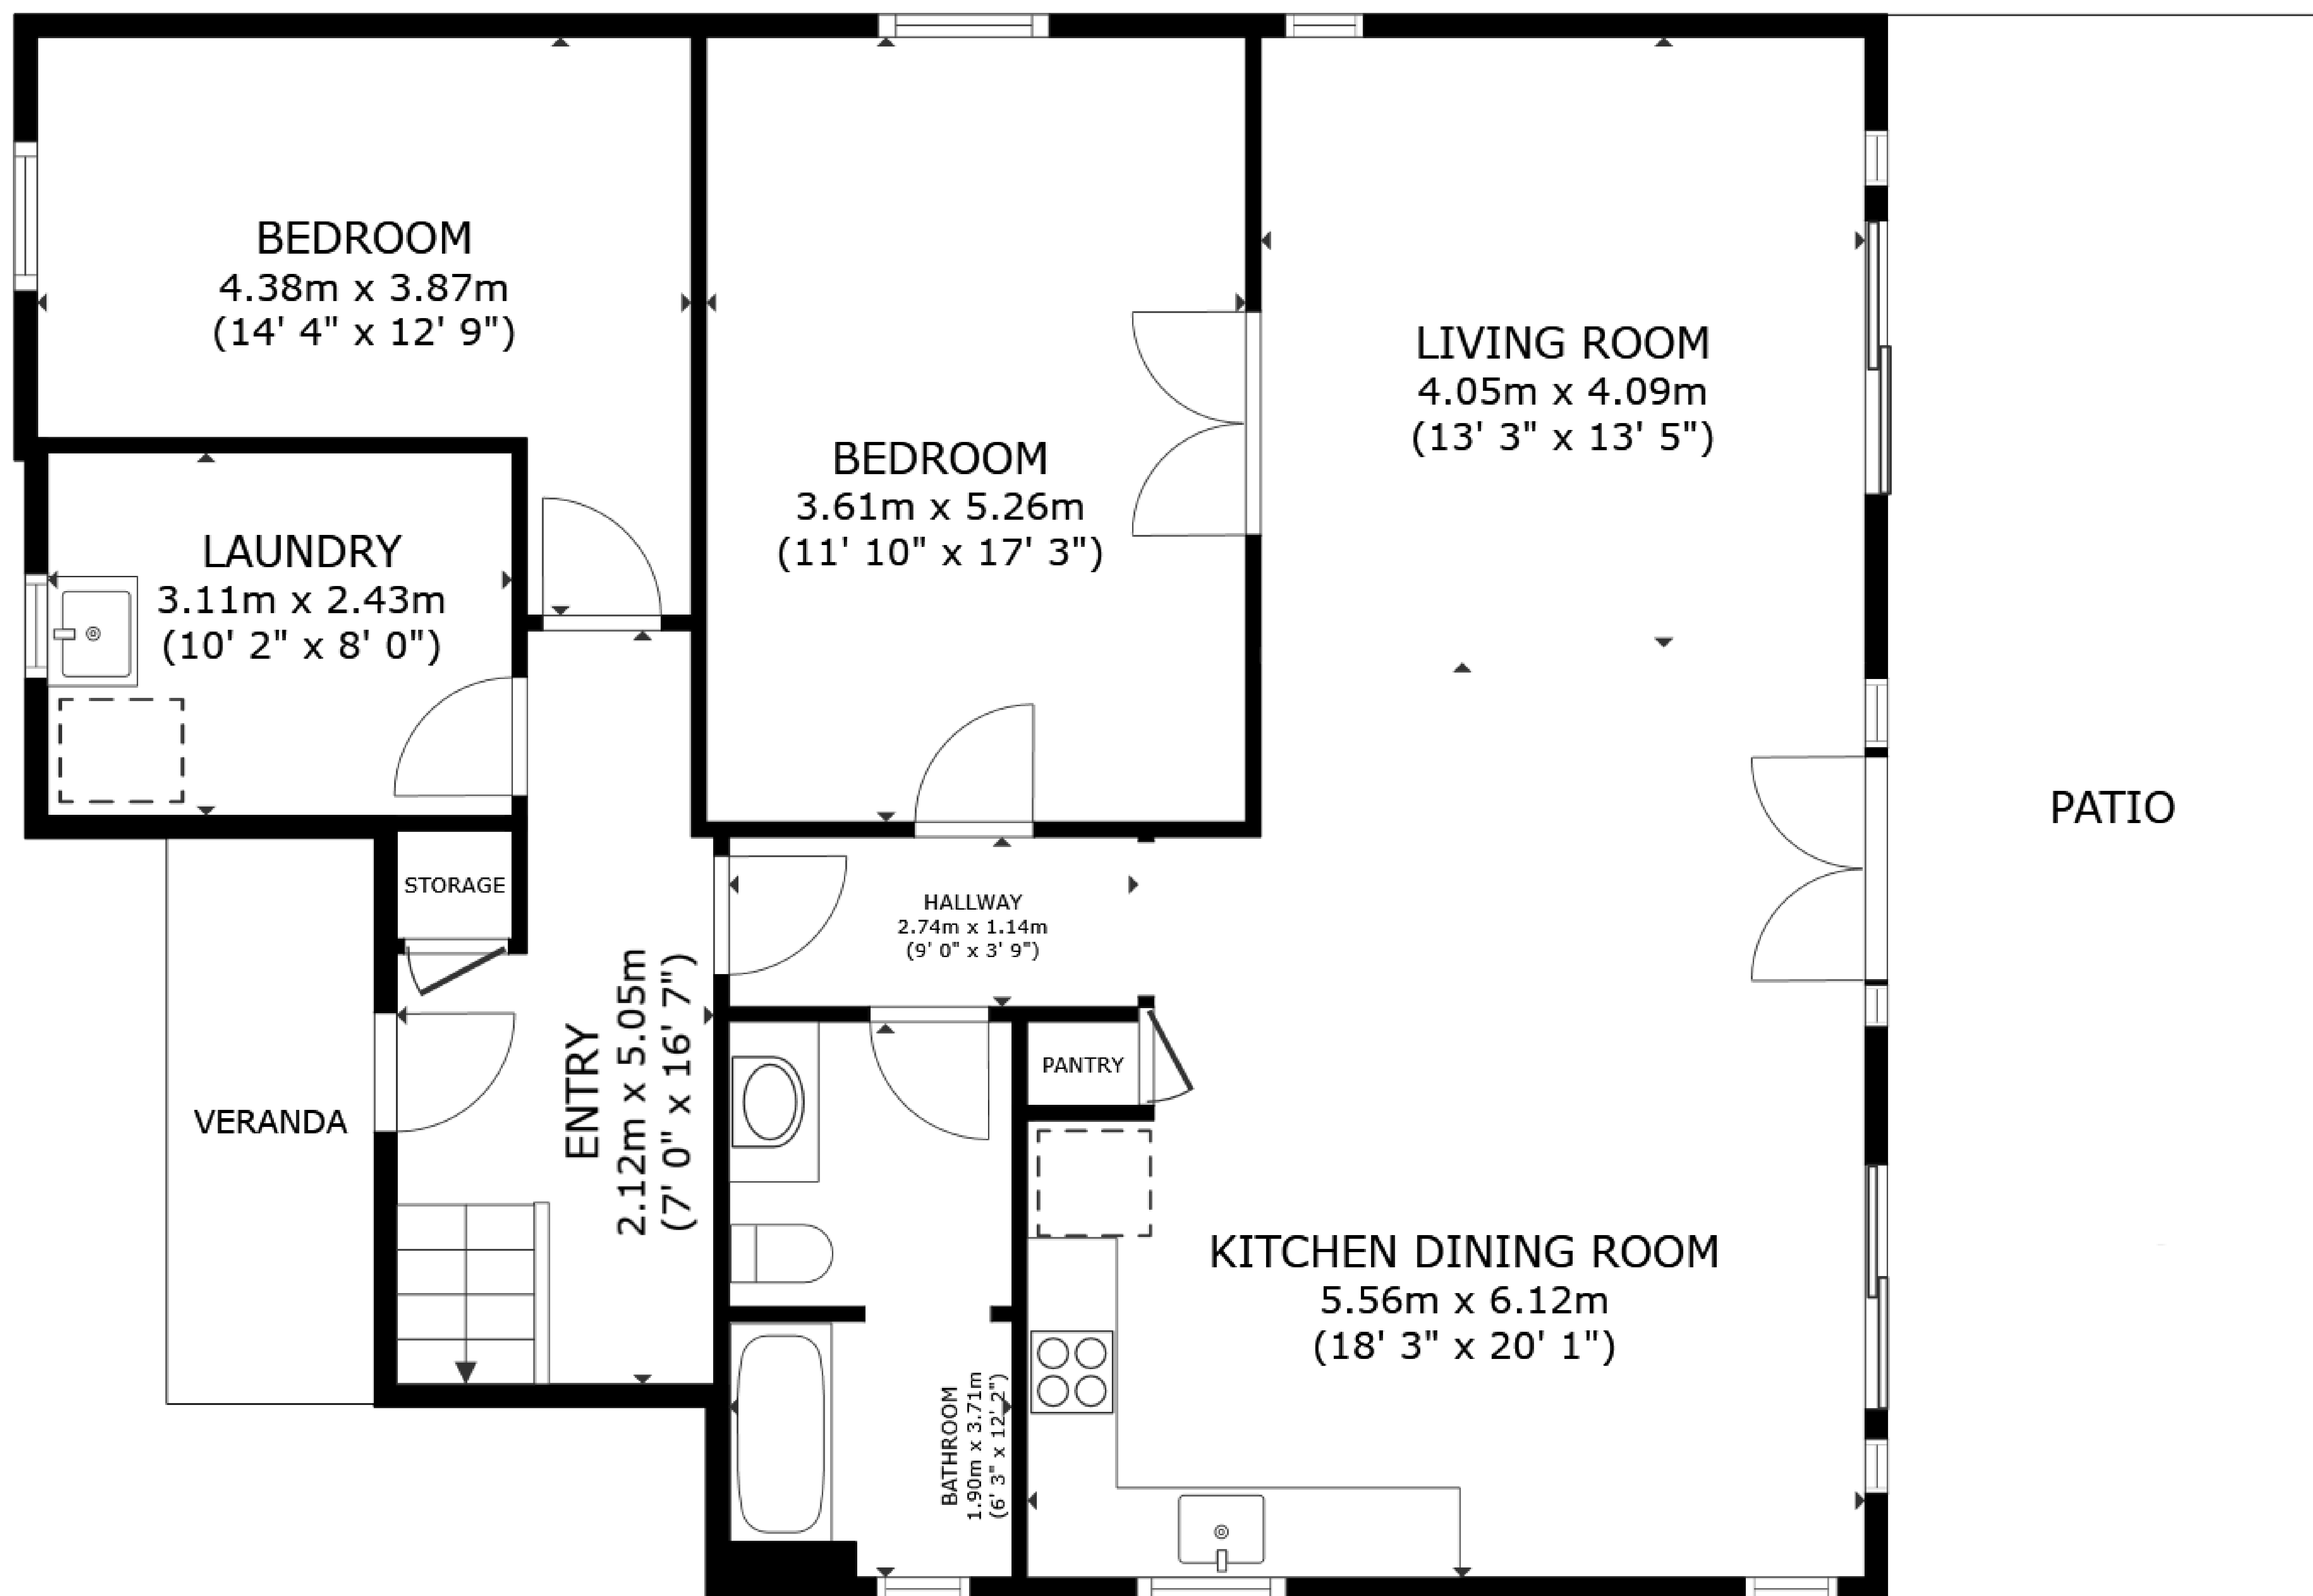 BEDROOM
4.38m x 3.87m
(14' 4" x 12' 9")
LIVING ROOM
4.05m x 4.09m
(13' 3" x 13' 5")
BEDROOM
3.61m x 5.26m
(11' 10" x 17' 3")
LAUNDRY
3.11m x 2.43m
(10' 2" x 8' 0")
PATIO
STORAGE
HALLWAY
2.74m x 1.14m
(9' 0" x 3' 9")
ENTRY
2.12m x 5.05m
(7' 0" x 16' 7")
PANTRY
VERANDA
KITCHEN DINING ROOM
5.56m x 6.12m
(18' 3" x 20' 1")
BATHROOM
1.90m x 3.71m
(6' 3" x 12' 2")